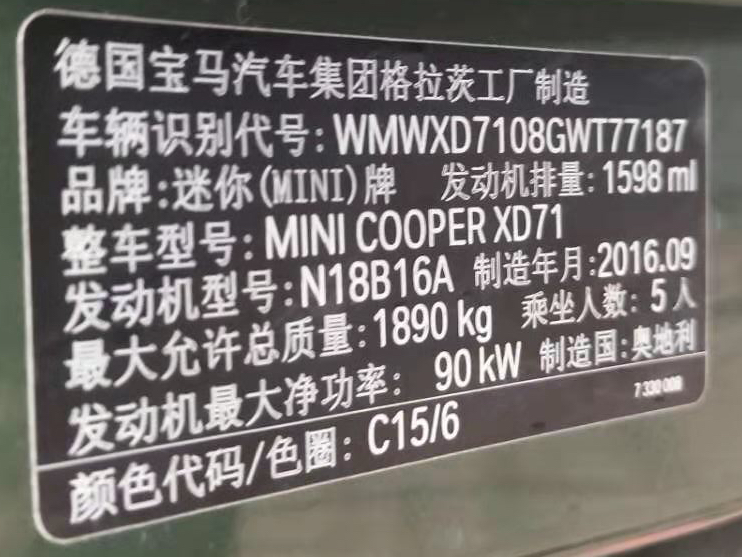 德国宝马汽车集团格拉茨工厂制造
车辆识别代号:WMWXD7108GWT77187
品牌:迷你(MINI)牌 发动机排量:1598 ml
整车型号:MINI COOPER XD71
发动机型号:N18B16A 制造年月:2016.09
最大允许总质量:1890 kg 乘坐人数: 5 人
发动机最大净功率: 90 kW 制造国:奥地利
7 330 008
颜色代码/色圈: C15/6